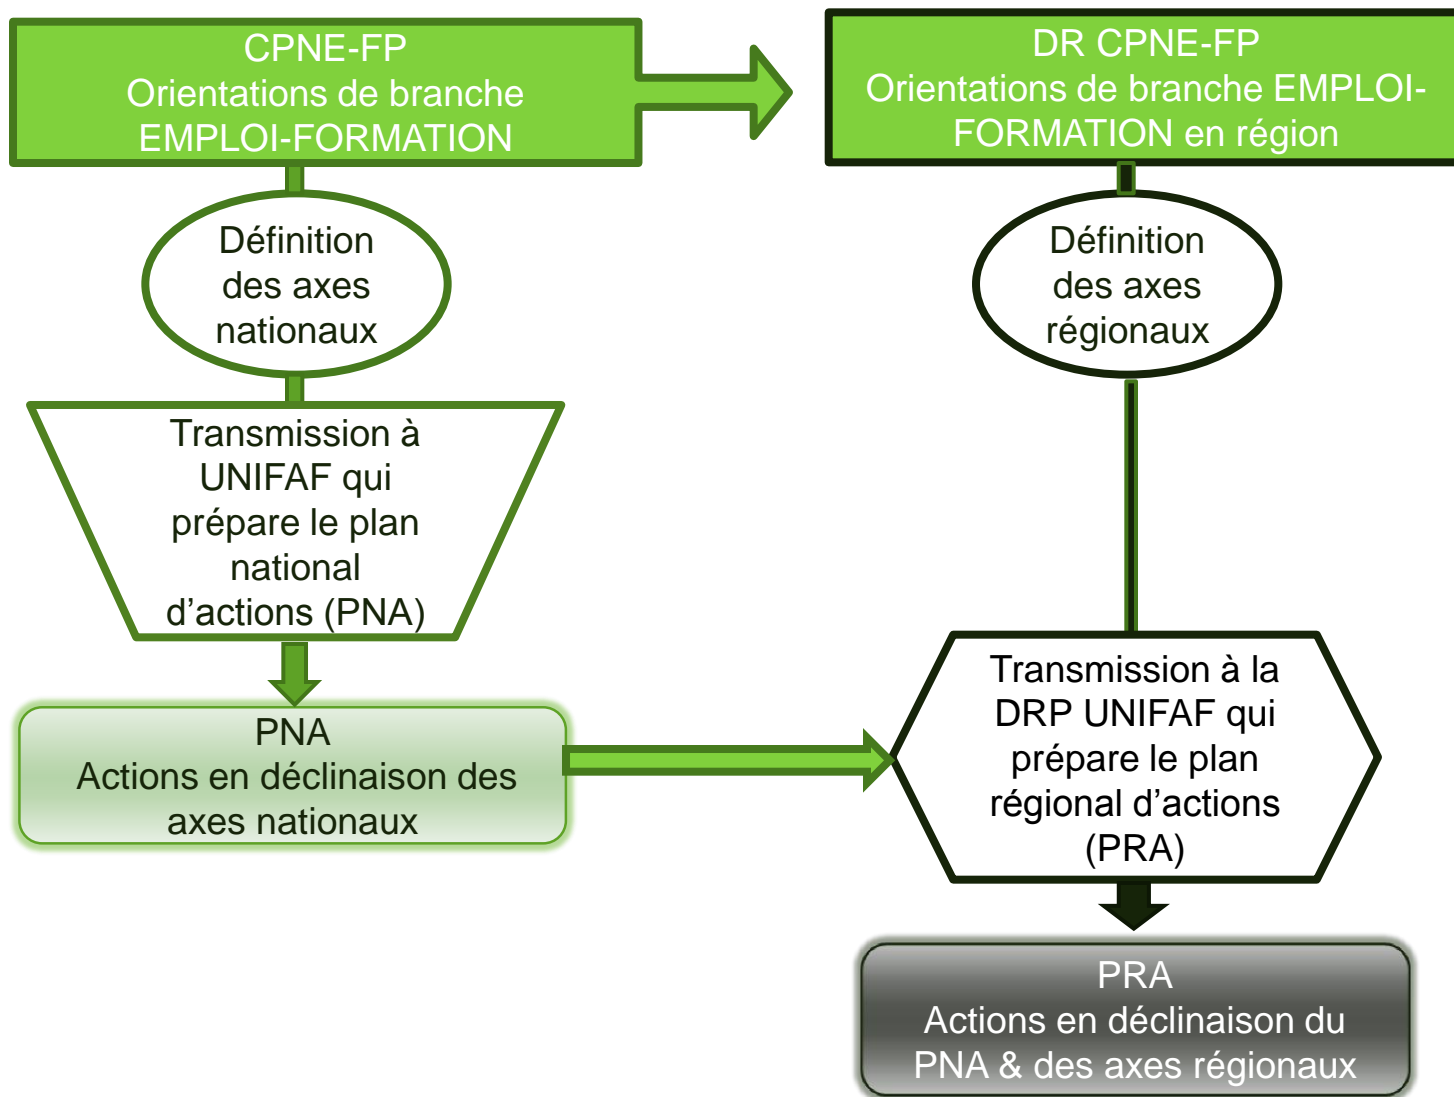 CPNE-FP
Orientations de branche
EMPLOI-FORMATION
DR CPNE-FP
Orientations de branche EMPLOI-
FORMATION en région
Définition
des axes
nationaux
Définition
des axes
régionaux
Transmission à
UNIFAF qui
prépare le plan
national
d’actions (PNA)
PNA
Actions en déclinaison des
axes nationaux
Transmission à la
DRP UNIFAF qui
prépare le plan
régional d’actions
(PRA)
PRA
Actions en déclinaison du
PNA & des axes régionaux